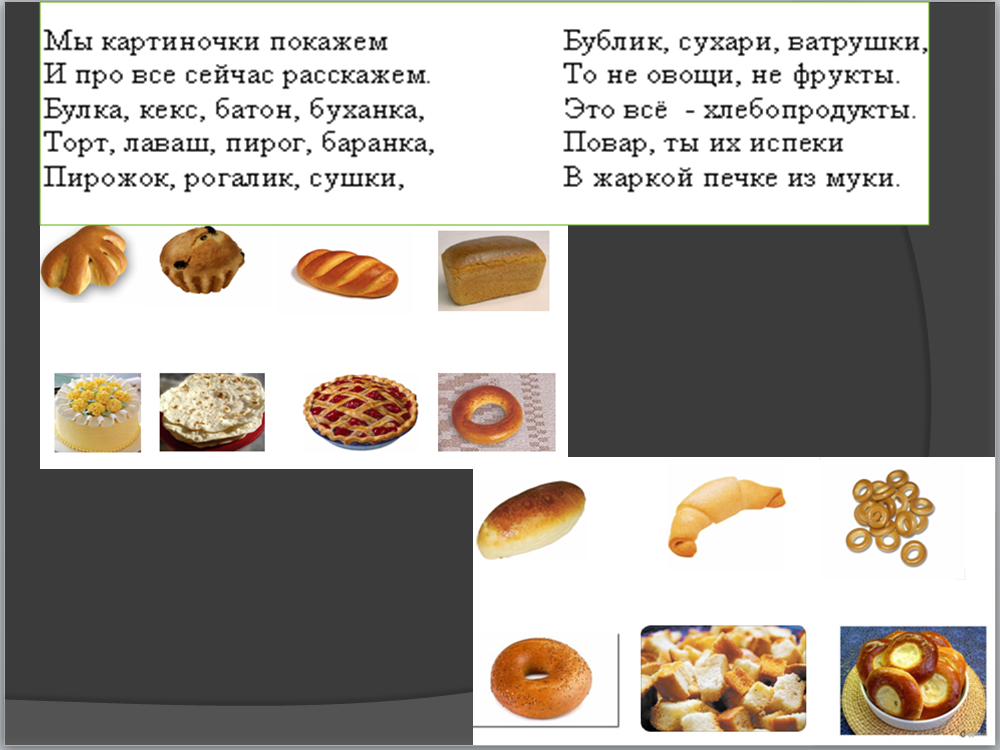 Мы картиночки покажем
И про все сейчас расскажем.
Булка, кекс, батон, буханка,
Торт, лаваш, пирог, баранка,
Пирожок, рогалик, сушки,
Бублик, сухари, ватрушки,
То не овощи, не фрукты.
Это всё - хлебопродукты.
Повар, ты их испеки
В жаркой печке из муки.